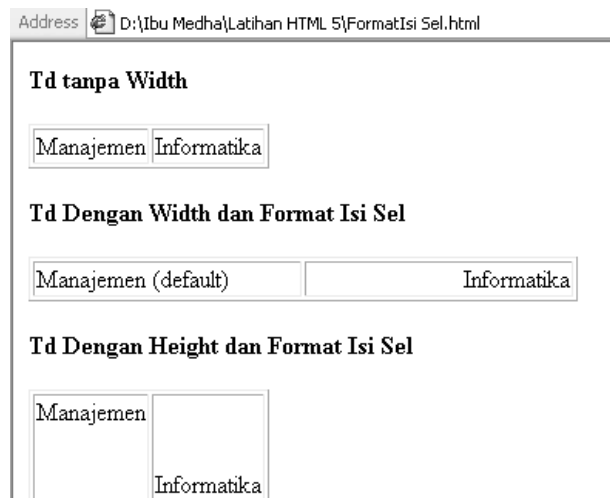 Address D:\Ibu Medha\Latihan HTML 5\FormatIsi Sel.html
Td tanpa Width
Manajemen Informatika
Td Dengan Width dan Format Isi Sel
Manajemen (default) Informatika
Td Dengan Height dan Format Isi Sel
Manajemen
Informatika